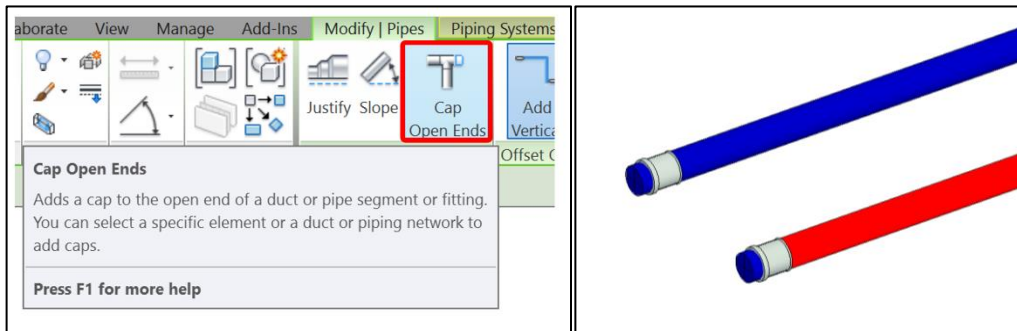 aborate View Manage Add-Ins Modify | Pipes Piping Systems
Justify Slope Cap Add
Open Ends Vertica
Offset C
Cap Open Ends
Adds a cap to the open end of a duct or pipe segment or fitting.
You can select a specific element or a duct or piping network to
add caps.
Press F1 for more help